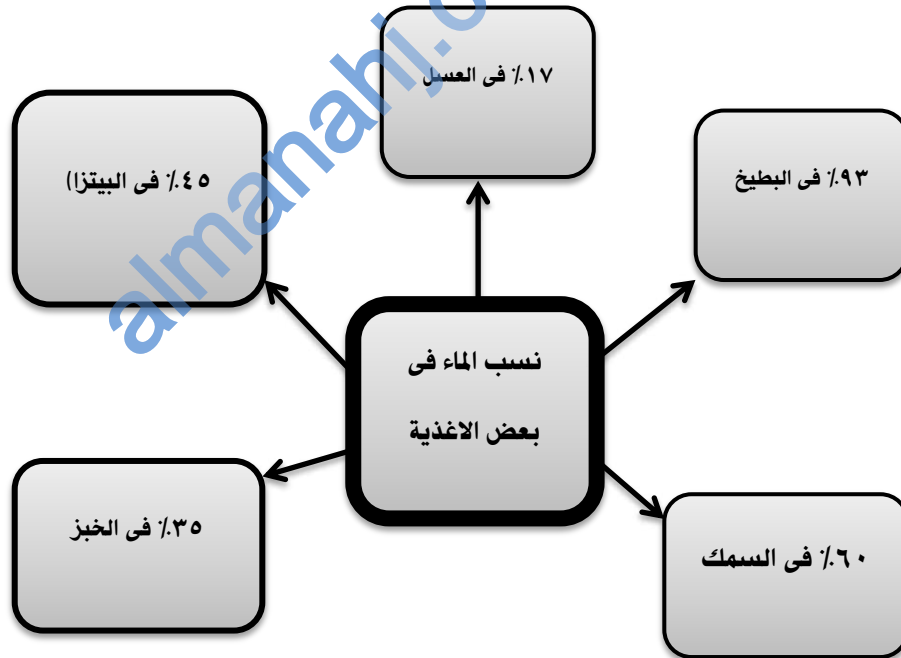 ١٧٪ فى العسل
٤٥٪ فى البيتزا)
٩٣٪ فى البطيخ
نسب الماء فى
بعض الاغذية
٣٥٪ فى الخبز
٦٠٪ فى السمك
almanahj.c